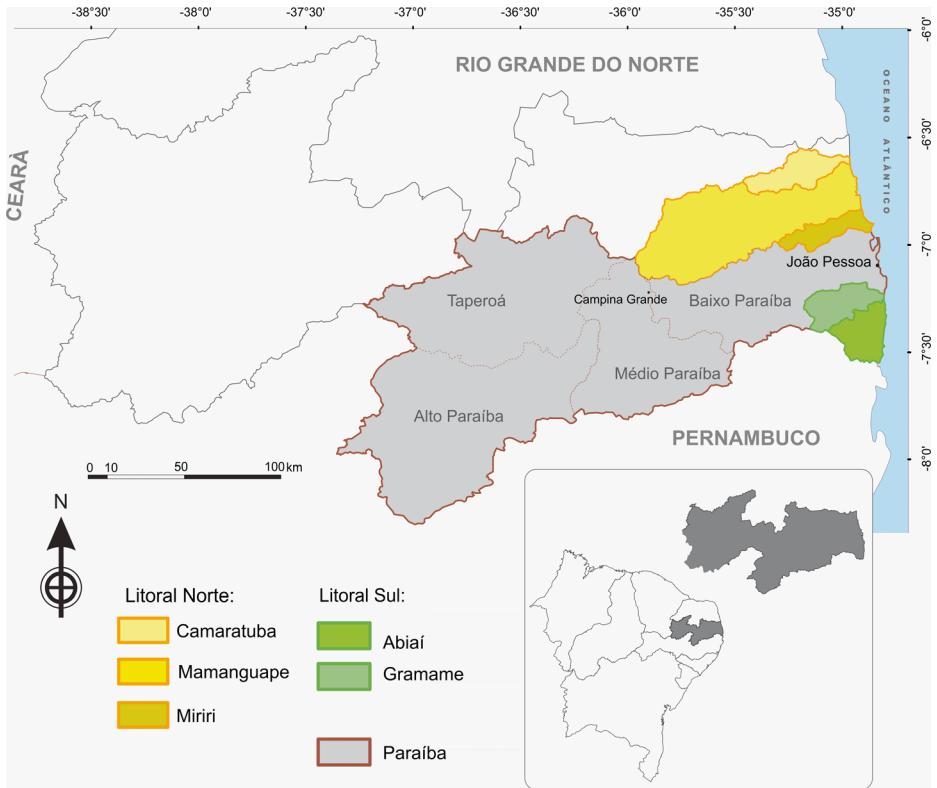 -38°30' -38°0' -37°30' -37°0' -36°30' -36°0' -35°30' -35°0'
-6°0'
RIO GRANDE DO NORTE
OCEANO ATLÂNTICO
-6°30'
CEARÀ
-7°0'
João Pessoa
Taperoá
Campina Grande
Baixo Paraíba
-7°30'
Médio Paraíba
Alto Paraíba
PERNAMBUCO
-8°0'
0 10 50 100 km
N
Litoral Norte:
Camaratuba
Mamanguape
Miriri
Litoral Sul:
Abiaí
Gramame
Paraíba